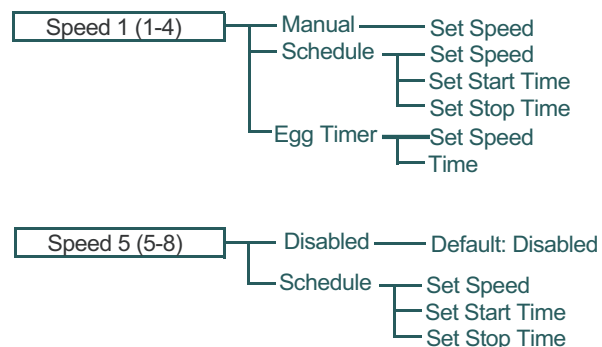 Speed 1 (1-4)
Manual
Set Speed
Schedule
Set Speed
Set Start Time
Set Stop Time
Egg Timer
Set Speed
Time
Speed 5 (5-8)
Disabled
Default: Disabled
Schedule
Set Speed
Set Start Time
Set Stop Time